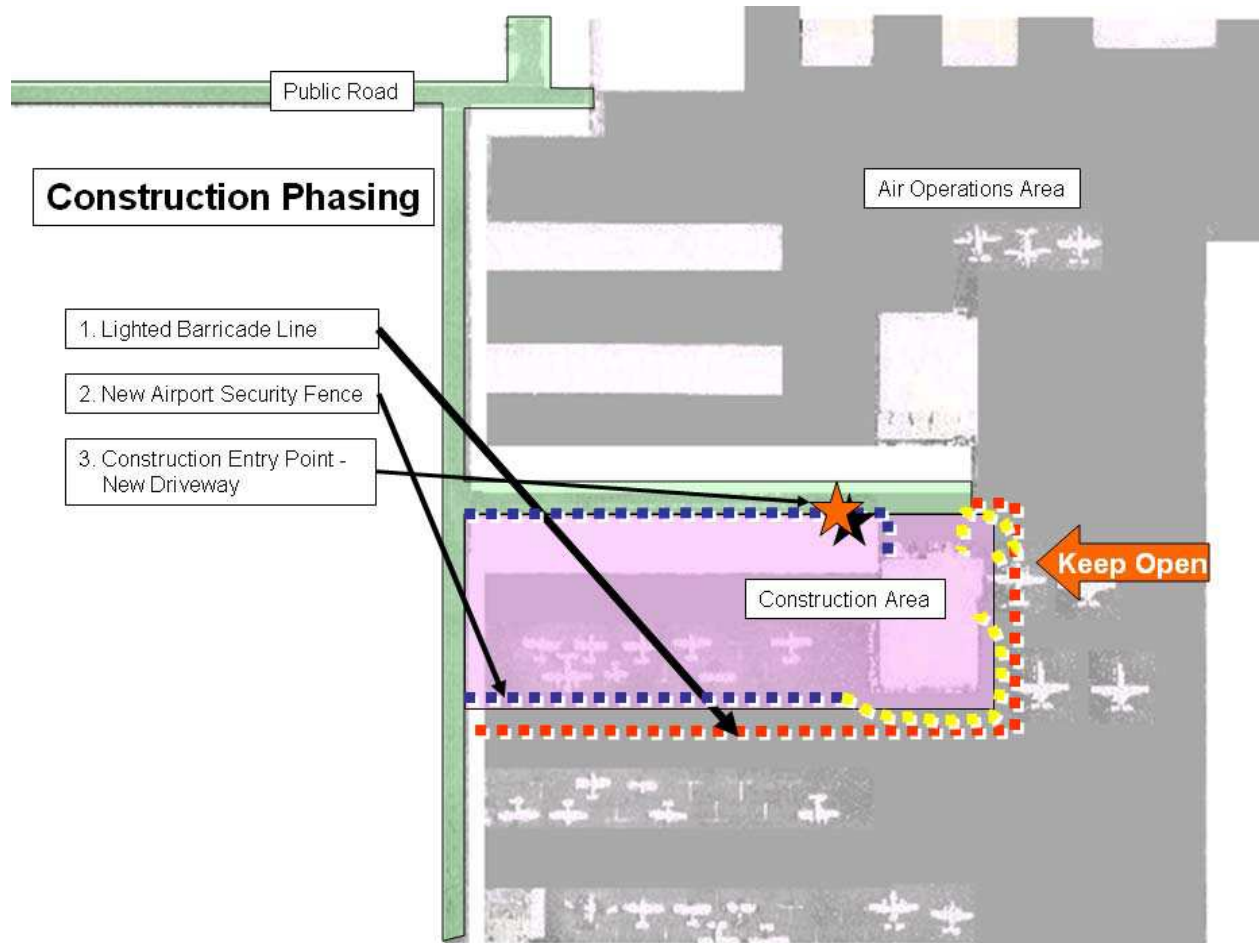 Public Road
Construction Phasing
Air Operations Area
1. Lighted Barricade Line
2. New Airport Security Fence
3. Construction Entry Point -
New Driveway
Keep Open
Construction Area